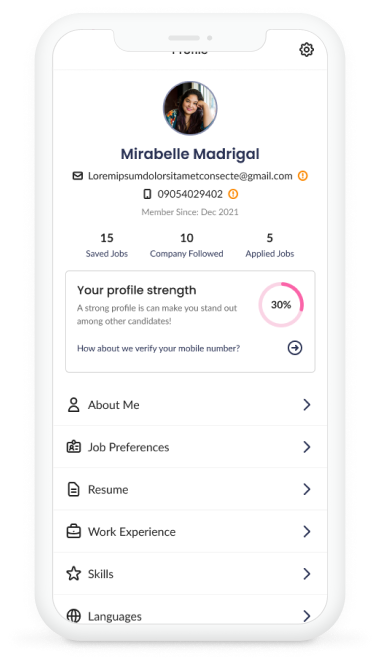 Profile
Mirabelle Madrigal
Loremipsumdolorsitametconsecte@gmail.com
09054029402
Member Since: Dec 2021
15 10 5
Saved Jobs Company Followed Applied Jobs
Your profile strength
A strong profile is can make you stand out
among other candidates!
30%
How about we verify your mobile number?
About Me
Job Preferences
Resume
Work Experience
Skills
Languages